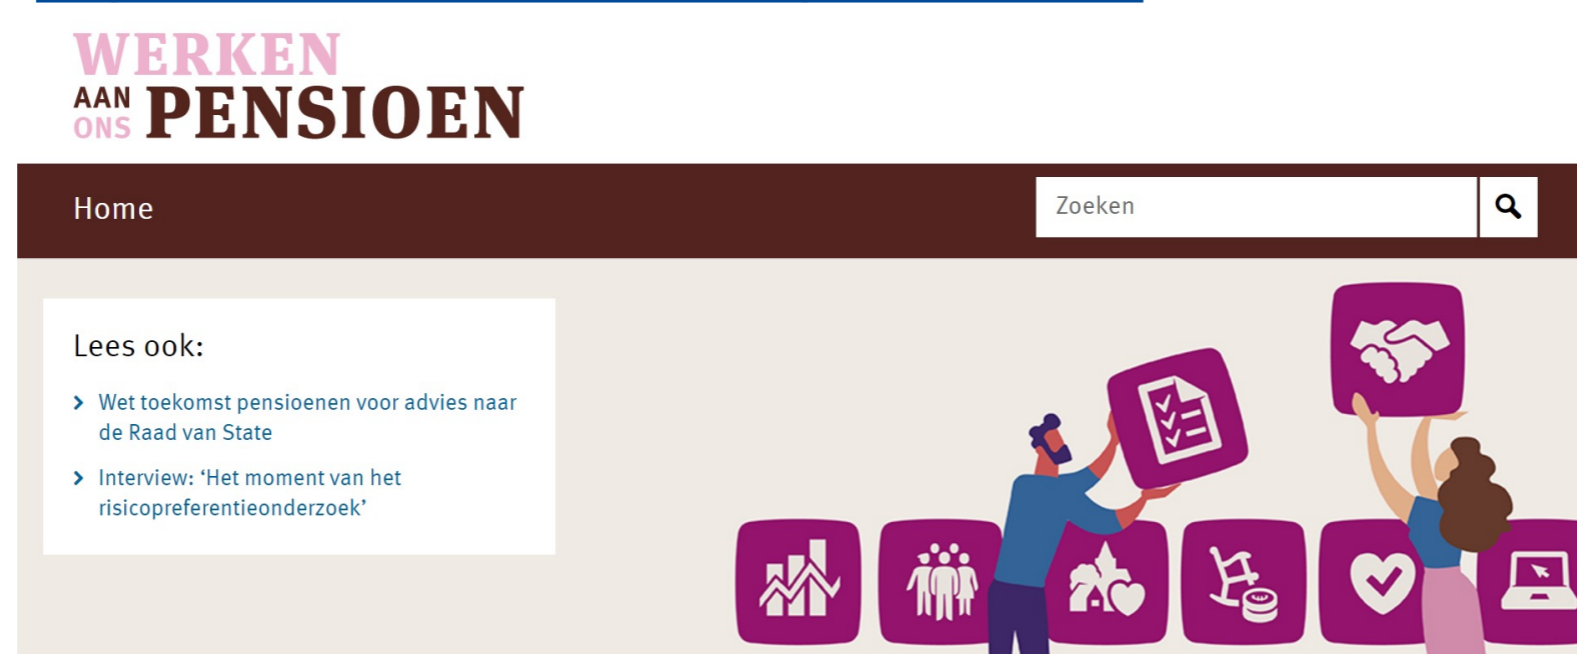 WERKEN
AAN ONS PENSIOEN
Home
Zoeken
Lees ook:
Wet toekomst pensioenen voor advies naar
de Raad van State
Interview: ‘Het moment van het
risicopreferentieonderzoek’